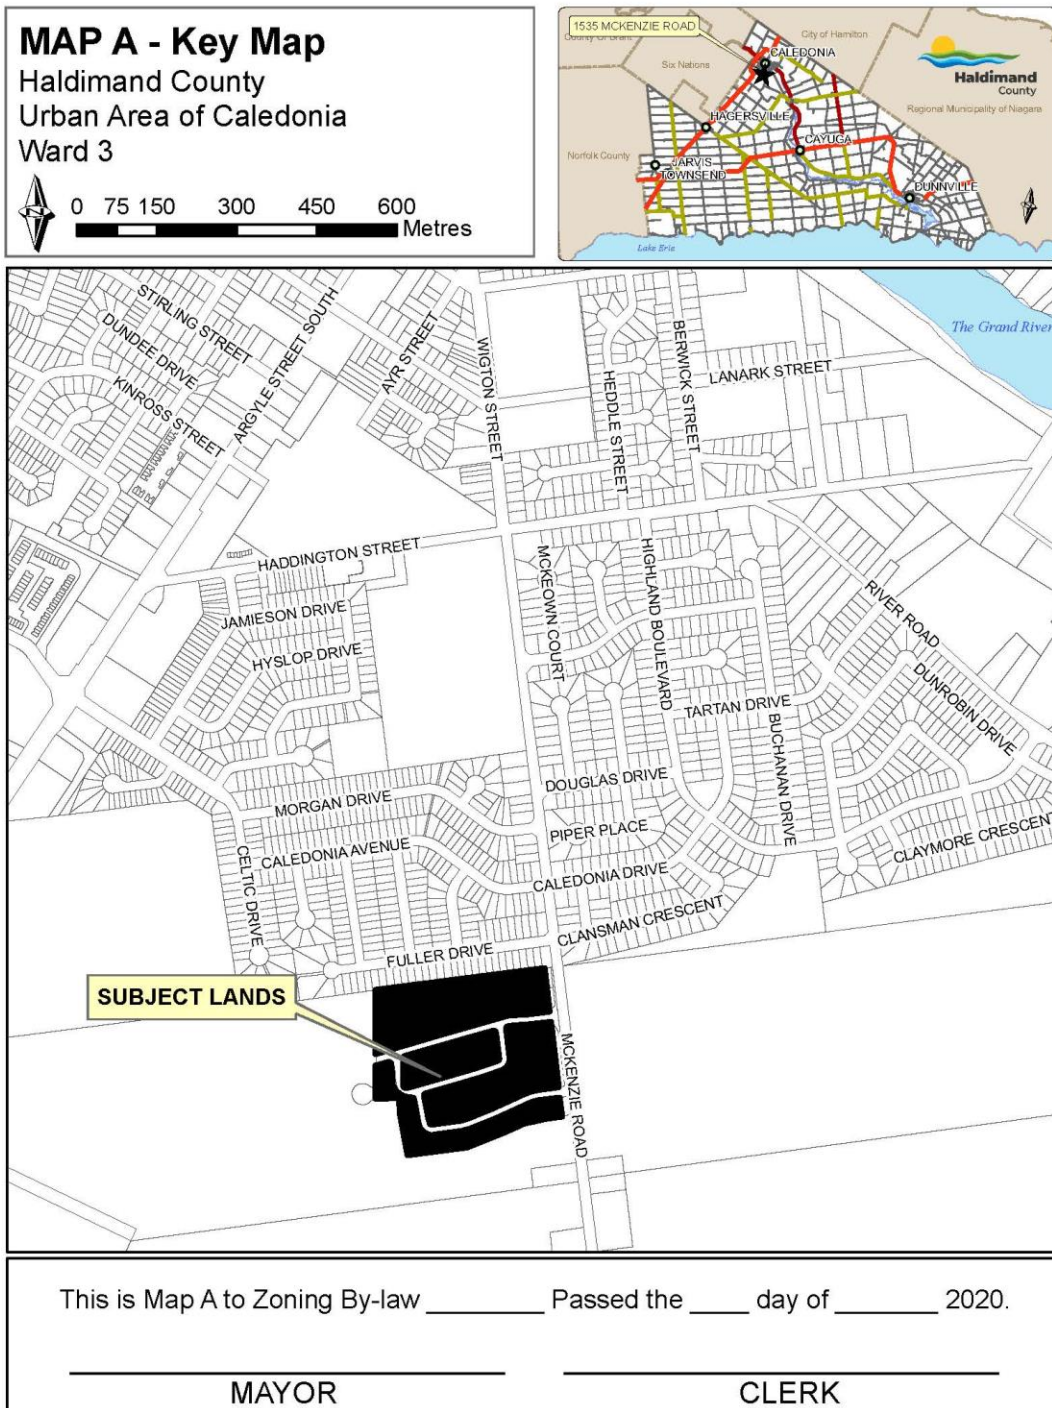 MAP A - Key Map
Haldimand County
Urban Area of Caledonia
Ward 3
0 75 150 300 450 600
Metres
1535 MCKENZIE ROAD
City of Hamilton
CALEDONIA
Six Nations
Haldimand
County
Regional Municipality of Niagara
HAGERSVILLE
CAYUGA
Norfolk County
JARVIS
TOWNSEND
DUNNVILLE
Lake Erie
STIRLING STREET
DUNDEE DRIVE
KINROSS STREET
ARGYLE STREET SOUTH
AYR STREET
WIGTON STREET
HEDDLE STREET
BERWICK STREET
LANARK STREET
The Grand River
HADDINGTON STREET
JAMIESON DRIVE
HYSLOP DRIVE
MCKEOWN COURT
HIGHLAND BOULEVARD
RIVER ROAD
DUNROBIN DRIVE
TARTAN DRIVE
BUCHANAN DRIVE
DOUGLAS DRIVE
MORGAN DRIVE
PIPER PLACE
CALEDONIA AVENUE
CELTIC DRIVE
CALEDONIA DRIVE
CLAYMORE CRESCENT
CLANSMAN CRESCENT
FULLER DRIVE
SUBJECT LANDS
MCKENZIE ROAD
This is Map A to Zoning By-law ________ Passed the ____ day of _______ 2020.
MAYOR
CLERK